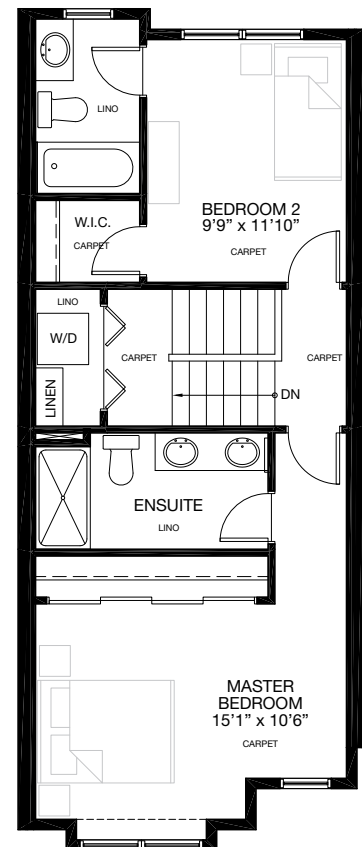 LINO
W.I.C.
CARPET
BEDROOM 2
9'9” x 11'10”
CARPET
LINO
W/D
LINEN
CARPET
CARPET
DN
ENSUITE
LINO
MASTER
BEDROOM
15'1” x 10'6”
CARPET